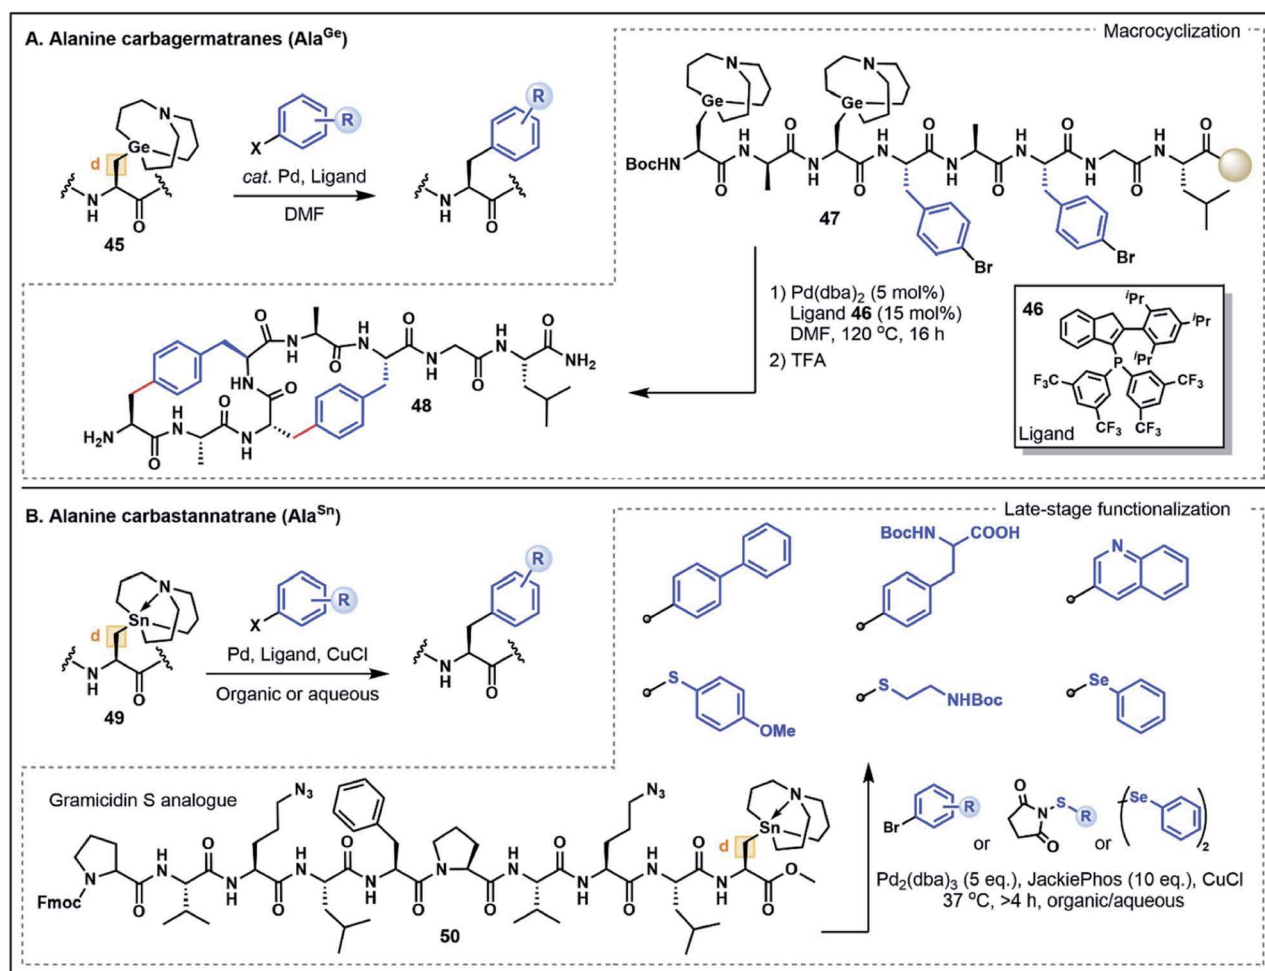 A. Alanine carbagermatranes (AlaGe)
Macrocyclization
N
Ge
d
N
H
O
45
X
R
cat. Pd, Ligand
DMF
R
N
H
O
N
Ge
N
Ge
BocHN
O
H
N
O
N
H
O
H
N
O
N
H
O
H
N
O
N
H
O
H
N
O
Br
Br
47
1) Pd(dba)2 (5 mol%)
Ligand 46 (15 mol%)
DMF, 120 oC, 16 h
2) TFA
46
iPr
iPr
iPr
P
F3C
CF3
CF3
CF3
Ligand
O
H
N
O
H
N
O
H
N
O
H
N
O
NH2
HN
O
H2N
O
H
N
O
N
H
48
B. Alanine carbastannatrane (AlaSn)
Late-stage functionalization
N
Sn
d
N
H
O
49
X
R
Pd, Ligand, CuCl
Organic or aqueous
R
N
H
O
BocHN
COOH
N
S
OMe
S
NHBoc
Se
Gramicidin S analogue
N3
N3
N
Sn
d
N
Fmoc
O
H
N
O
N
H
O
H
N
O
N
H
O
N
O
H
N
O
N
H
O
H
N
O
N
H
O
O
50
Br
R
or
O
N
S
R
O
or
( Se )2
Pd2(dba)3 (5 eq.), JackiePhos (10 eq.), CuCl
37 oC, >4 h, organic/aqueous